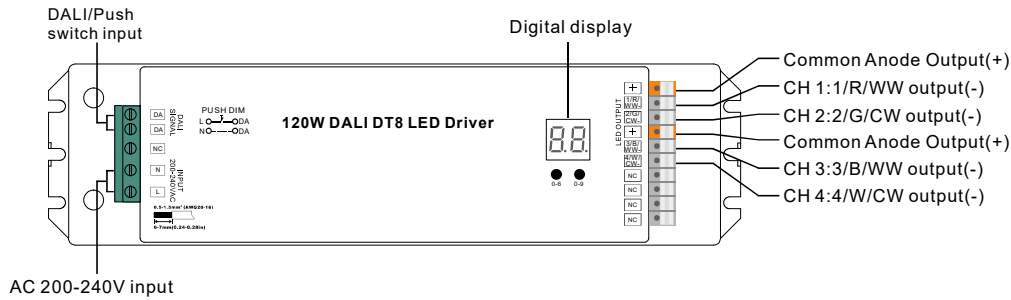 DALI/Push
switch input
Digital display
Common Anode Output(+)
CH 1:1/R/WW output(-)
CH 2:2/G/CW output(-)
Common Anode Output(+)
CH 3:3/B/WW output(-)
CH 4:4/W/CW output(-)
DA
DA
NC
N
L
DALI
SIGNAL
INPUT
200-240VAC
PUSH DIM
L DA
N DA
0.5-1.5mm² (AWG20-16)
6-7mm(0.24-0.28in)
120W DALI DT8 LED Driver
88.
0-6
0-9
LED OUTPUT
+
1/R/
WW-
2/G/
CW-
+
3/B/
WW-
4/W/
CW-
NC
NC
NC
NC
AC 200-240V input